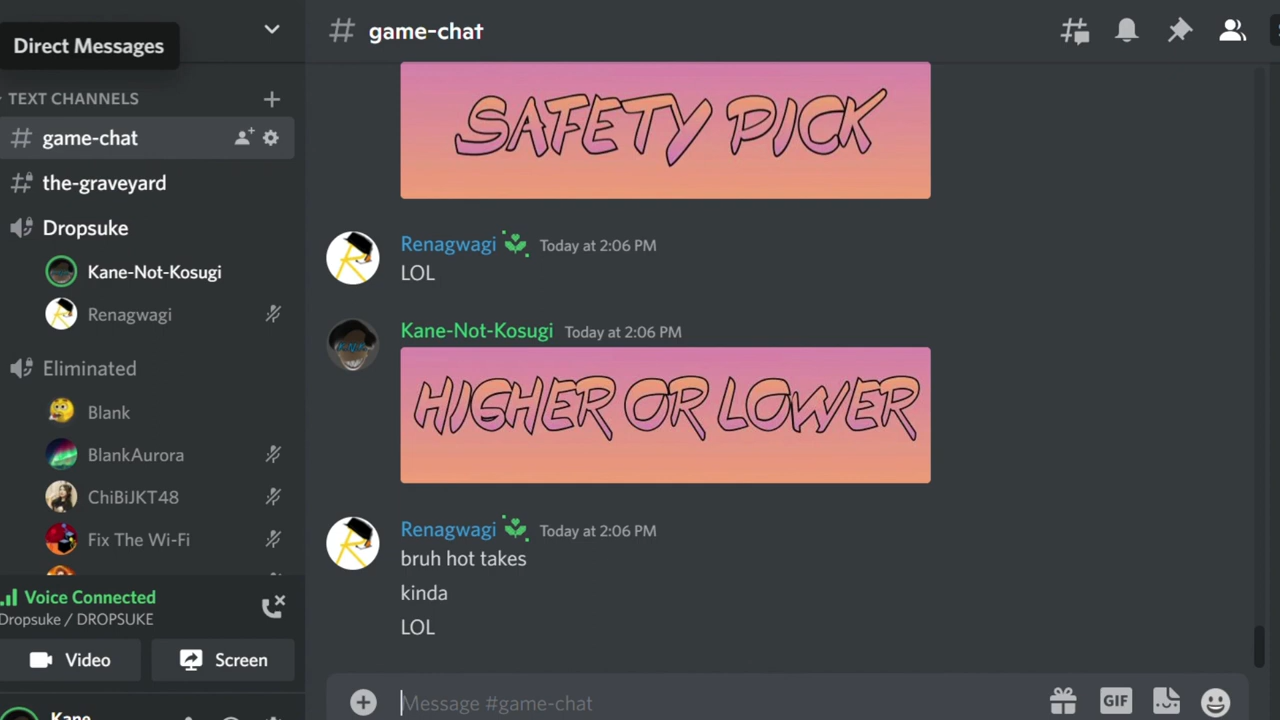 Direct Messages
TEXT CHANNELS
game-chat
the-graveyard
Dropsuke
Kane-Not-Kosugi
Renagwagi
Eliminated
Blank
BlankAurora
ChiBiJKT48
Fix The Wi-Fi
Voice Connected
Dropsuke / DROPSUKE
Video
Screen
Kane
game-chat
SAFETY PICK
Renagwagi Today at 2:06 PM
LOL
Kane-Not-Kosugi Today at 2:06 PM
HIGHER OR LOWER
Renagwagi Today at 2:06 PM
bruh hot takes
kinda
LOL
Message #game-chat
GIF